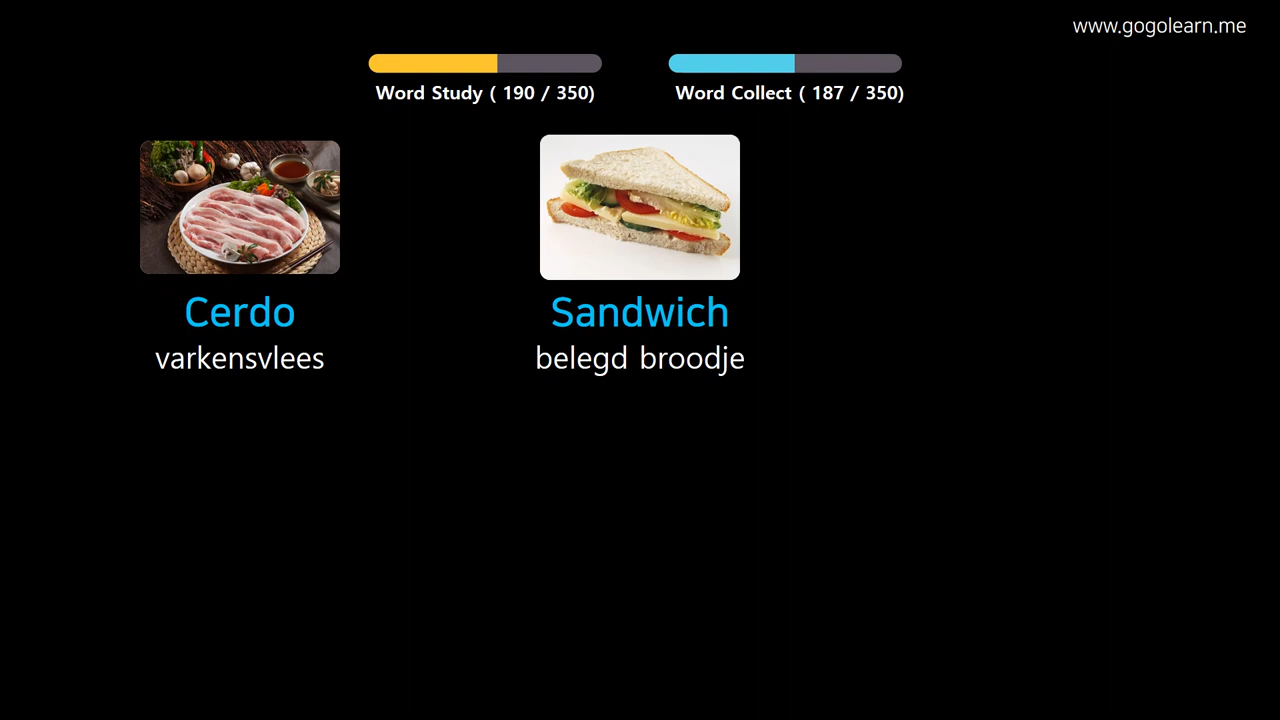 www.gogolearn.me
Word Study ( 190 / 350)
Word Collect ( 187 / 350)
Cerdo
varkensvlees
Sandwich
belegd broodje